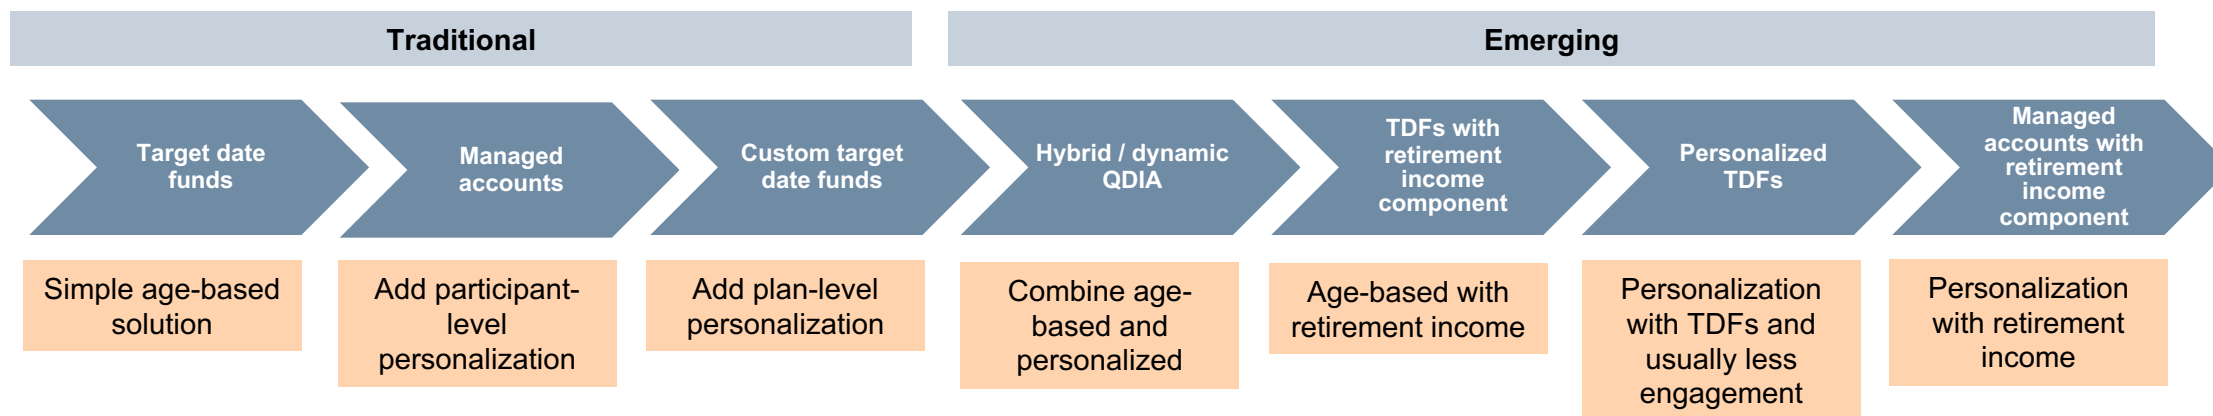 Traditional
Emerging
Target date
funds
Managed
accounts
Custom target
date funds
Hybrid / dynamic
QDIA
TDFs with
retirement
income
component
Personalized
TDFs
Managed
accounts with
retirement
income
component
Simple age-based
solution
Add participant-
level
personalization
Add plan-level
personalization
Combine age-
based and
personalized
Age-based with
retirement income
Personalization
with TDFs and
usually less
engagement
Personalization
with retirement
income